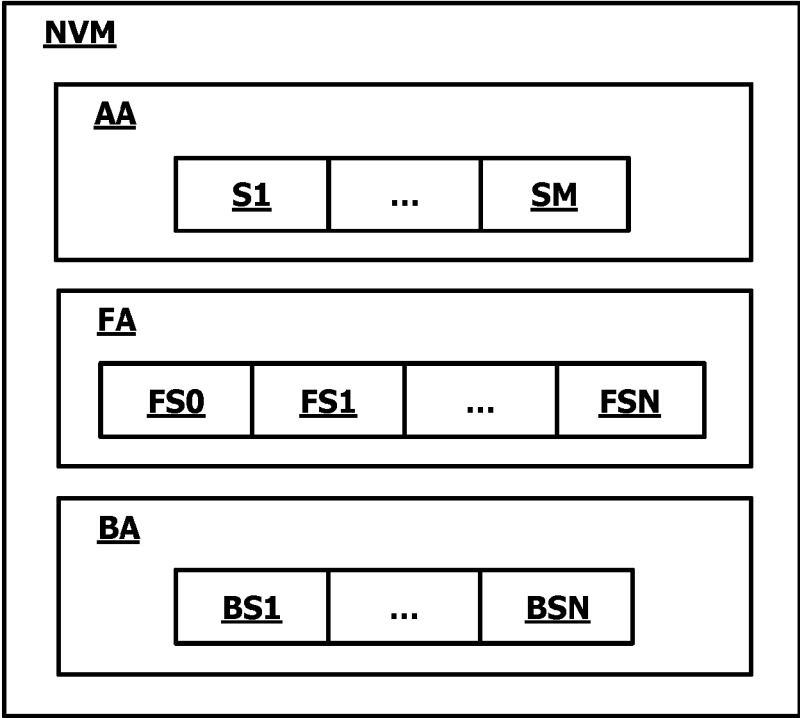 NVM
AA
S1 ... SM
FA
FS0 FS1 ... FSN
BA
BS1 ... BSN